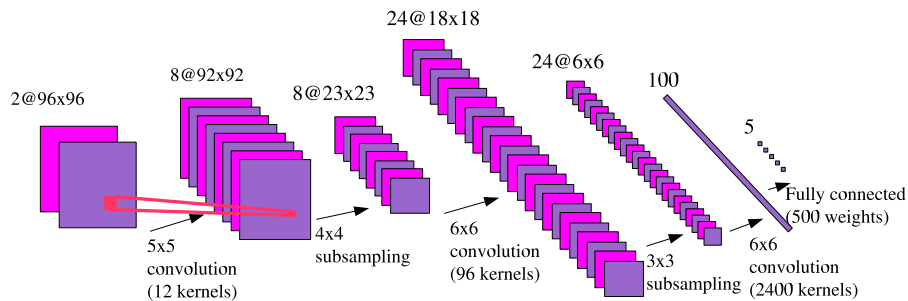 2@96x96
8@92x92
8@23x23
24@18x18
24@6x6
100
5
5x5
convolution
(12 kernels)
4x4
subsampling
6x6
convolution
(96 kernels)
3x3
subsampling
6x6
convolution
(2400 kernels)
Fully connected
(500 weights)